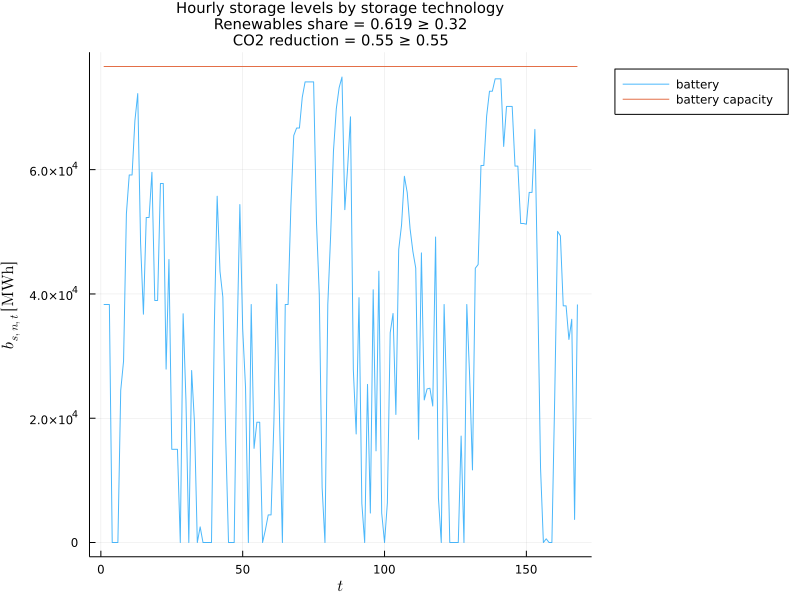 Hourly storage levels by storage technology
Renewables share = 0.619 ≥ 0.32
CO2 reduction = 0.55 ≥ 0.55
battery
battery capacity
6.0×10⁴
4.0×10⁴
2.0×10⁴
0
b_{s, n, t} [MWh]
0 50 100 150
t